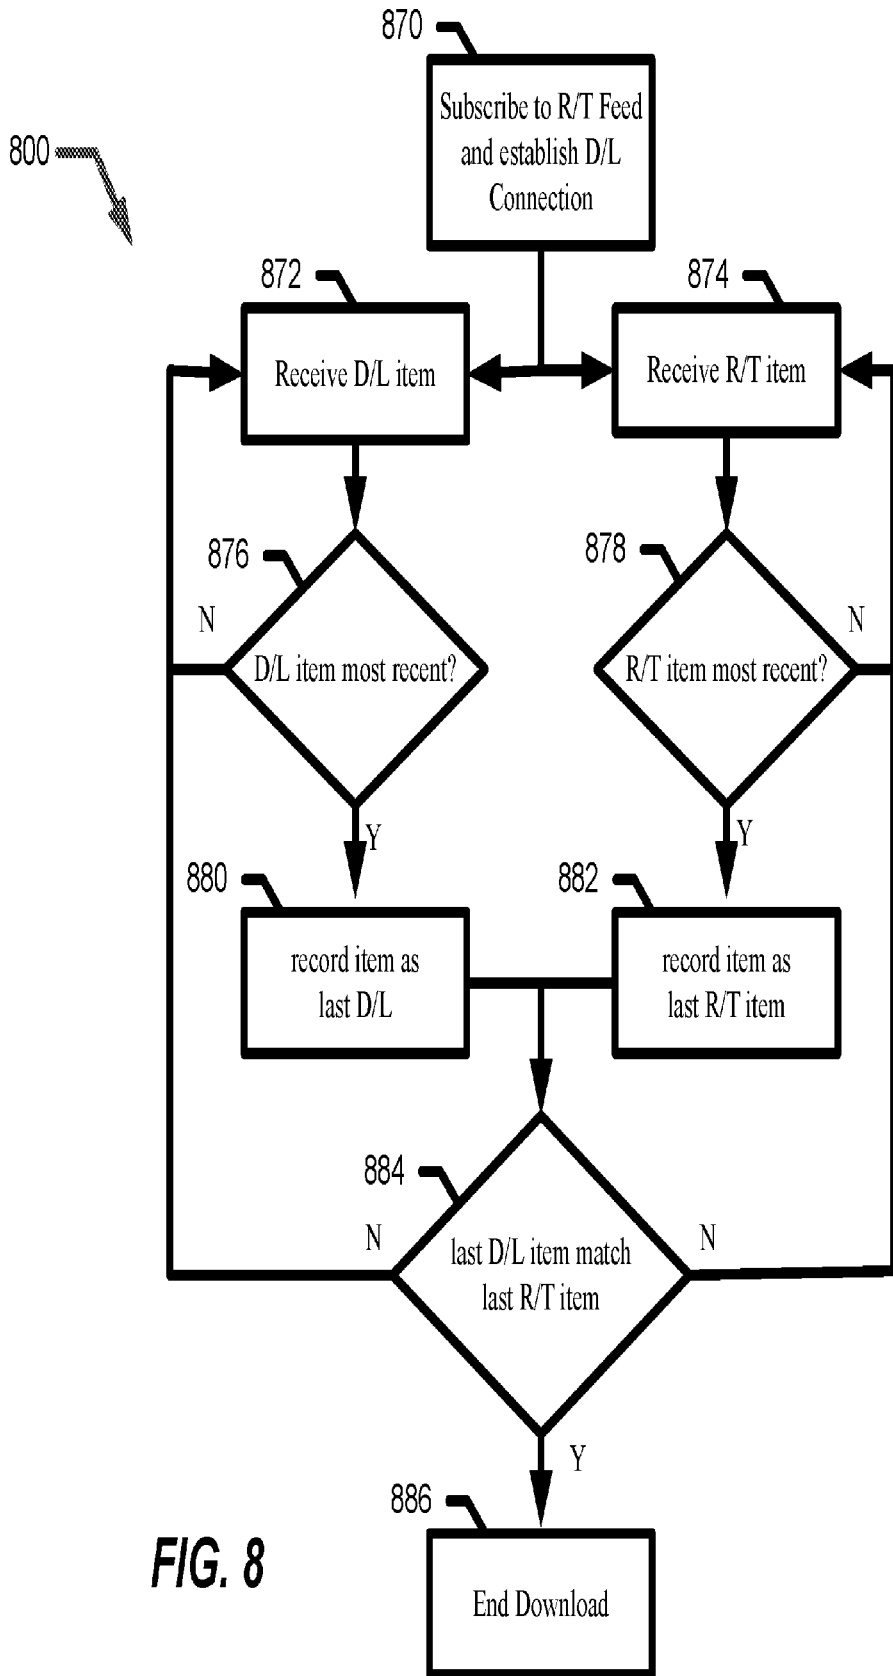 870
Subscribe to R/T Feed
and establish D/L
Connection
800
872
874
Receive D/L item
Receive R/T item
876
878
N
N
D/L item most recent?
R/T item most recent?
Y
Y
880
882
record item as
last D/L
record item as
last R/T item
884
N
N
last D/L item match
last R/T item
Y
886
End Download
FIG. 8